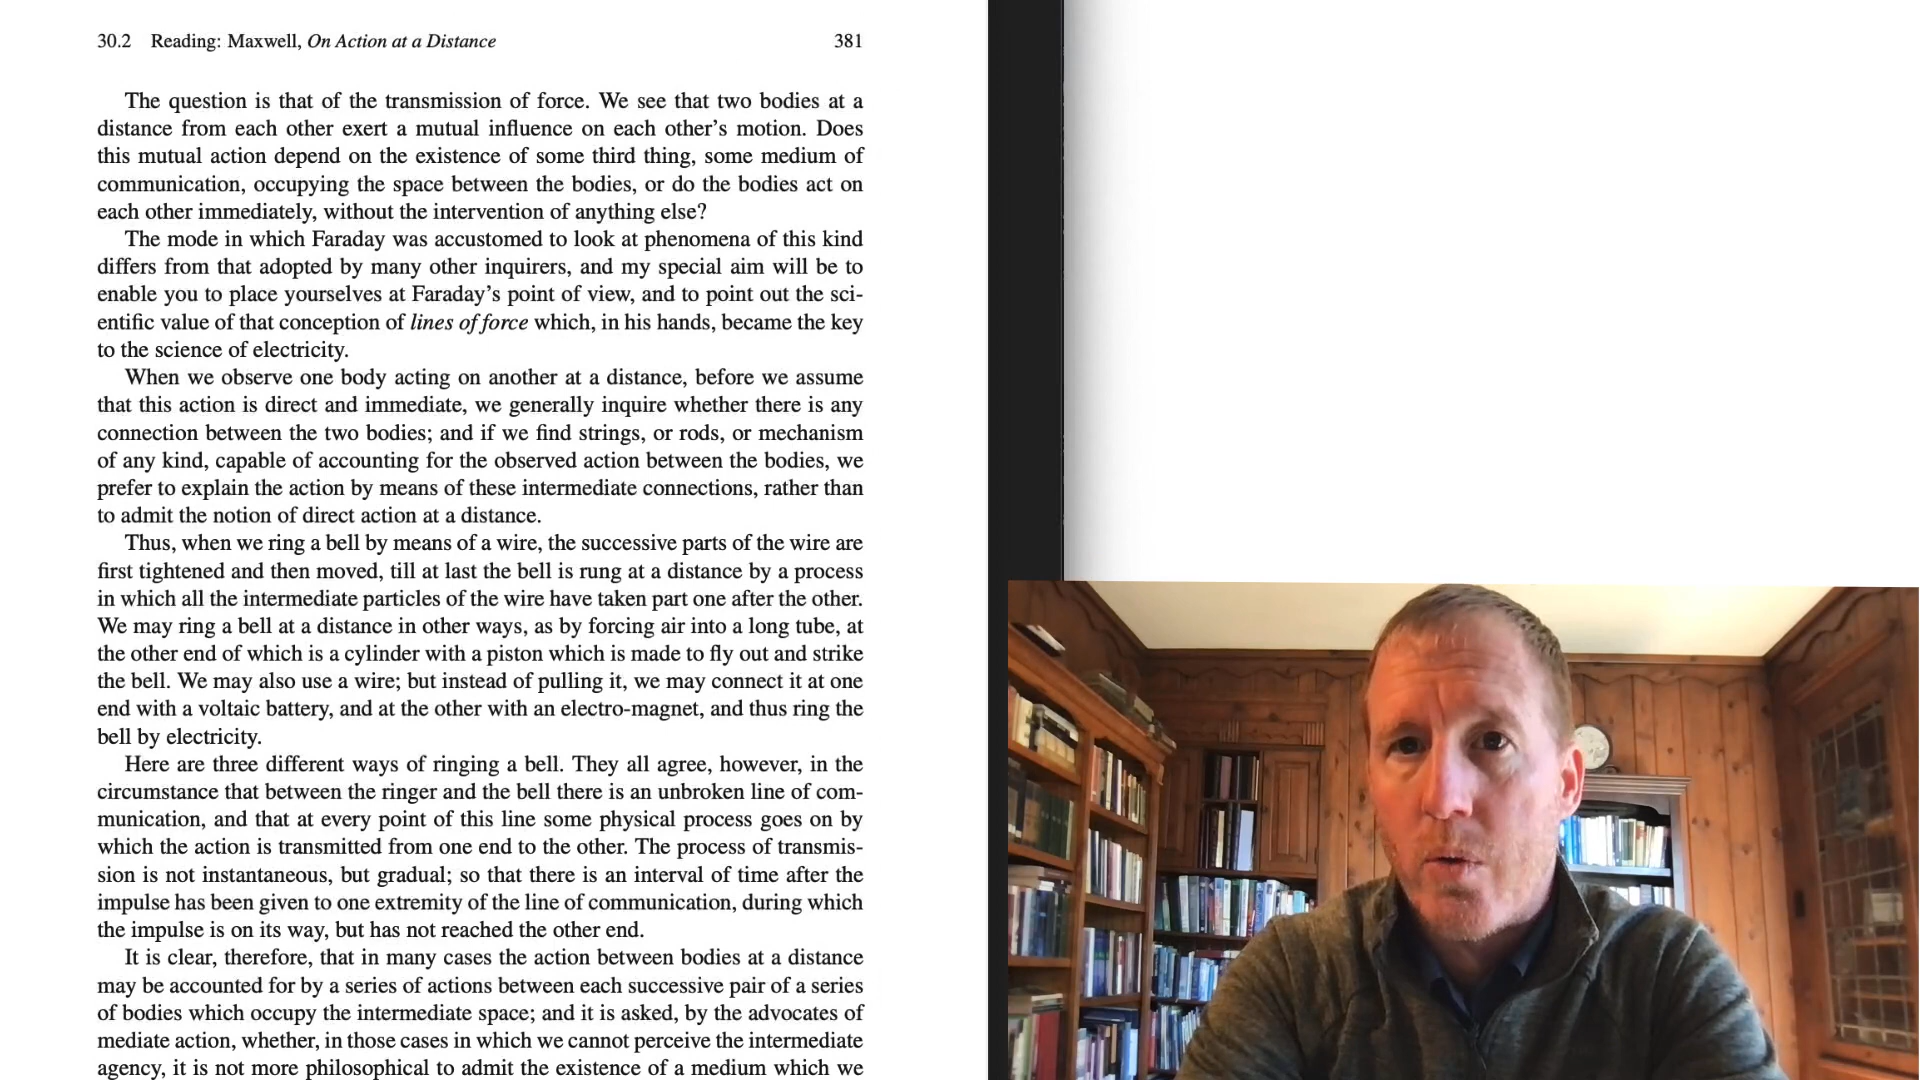 30.2 Reading: Maxwell, On Action at a Distance 381
The question is that of the transmission of force. We see that two bodies at a
distance from each other exert a mutual influence on each other's motion. Does
this mutual action depend on the existence of some third thing, some medium of
communication, occupying the space between the bodies, or do the bodies act on
each other immediately, without the intervention of anything else?
The mode in which Faraday was accustomed to look at phenomena of this kind
differs from that adopted by many other inquirers, and my special aim will be to
enable you to place yourselves at Faraday's point of view, and to point out the sci-
entific value of that conception of lines of force which, in his hands, became the key
to the science of electricity.
When we observe one body acting on another at a distance, before we assume
that this action is direct and immediate, we generally inquire whether there is any
connection between the two bodies; and if we find strings, or rods, or mechanism
of any kind, capable of accounting for the observed action between the bodies, we
prefer to explain the action by means of these intermediate connections, rather than
to admit the notion of direct action at a distance.
Thus, when we ring a bell by means of a wire, the successive parts of the wire are
first tightened and then moved, till at last the bell is rung at a distance by a process
in which all the intermediate particles of the wire have taken part one after the other.
We may ring a bell at a distance in other ways, as by forcing air into a long tube, at
the other end of which is a cylinder with a piston which is made to fly out and strike
the bell. We may also use a wire; but instead of pulling it, we may connect it at one
end with a voltaic battery, and at the other with an electro-magnet, and thus ring the
bell by electricity.
Here are three different ways of ringing a bell. They all agree, however, in the
circumstance that between the ringer and the bell there is an unbroken line of com-
munication, and that at every point of this line some physical process goes on by
which the action is transmitted from one end to the other. The process of transmis-
sion is not instantaneous, but gradual; so that there is an interval of time after the
impulse has been given to one extremity of the line of communication, during which
the impulse is on its way, but has not reached the other end.
It is clear, therefore, that in many cases the action between bodies at a distance
may be accounted for by a series of actions between each successive pair of a series
of bodies which occupy the intermediate space; and it is asked, by the advocates of
mediate action, whether, in those cases in which we cannot perceive the intermediate
agency, it is not more philosophical to admit the existence of a medium which we